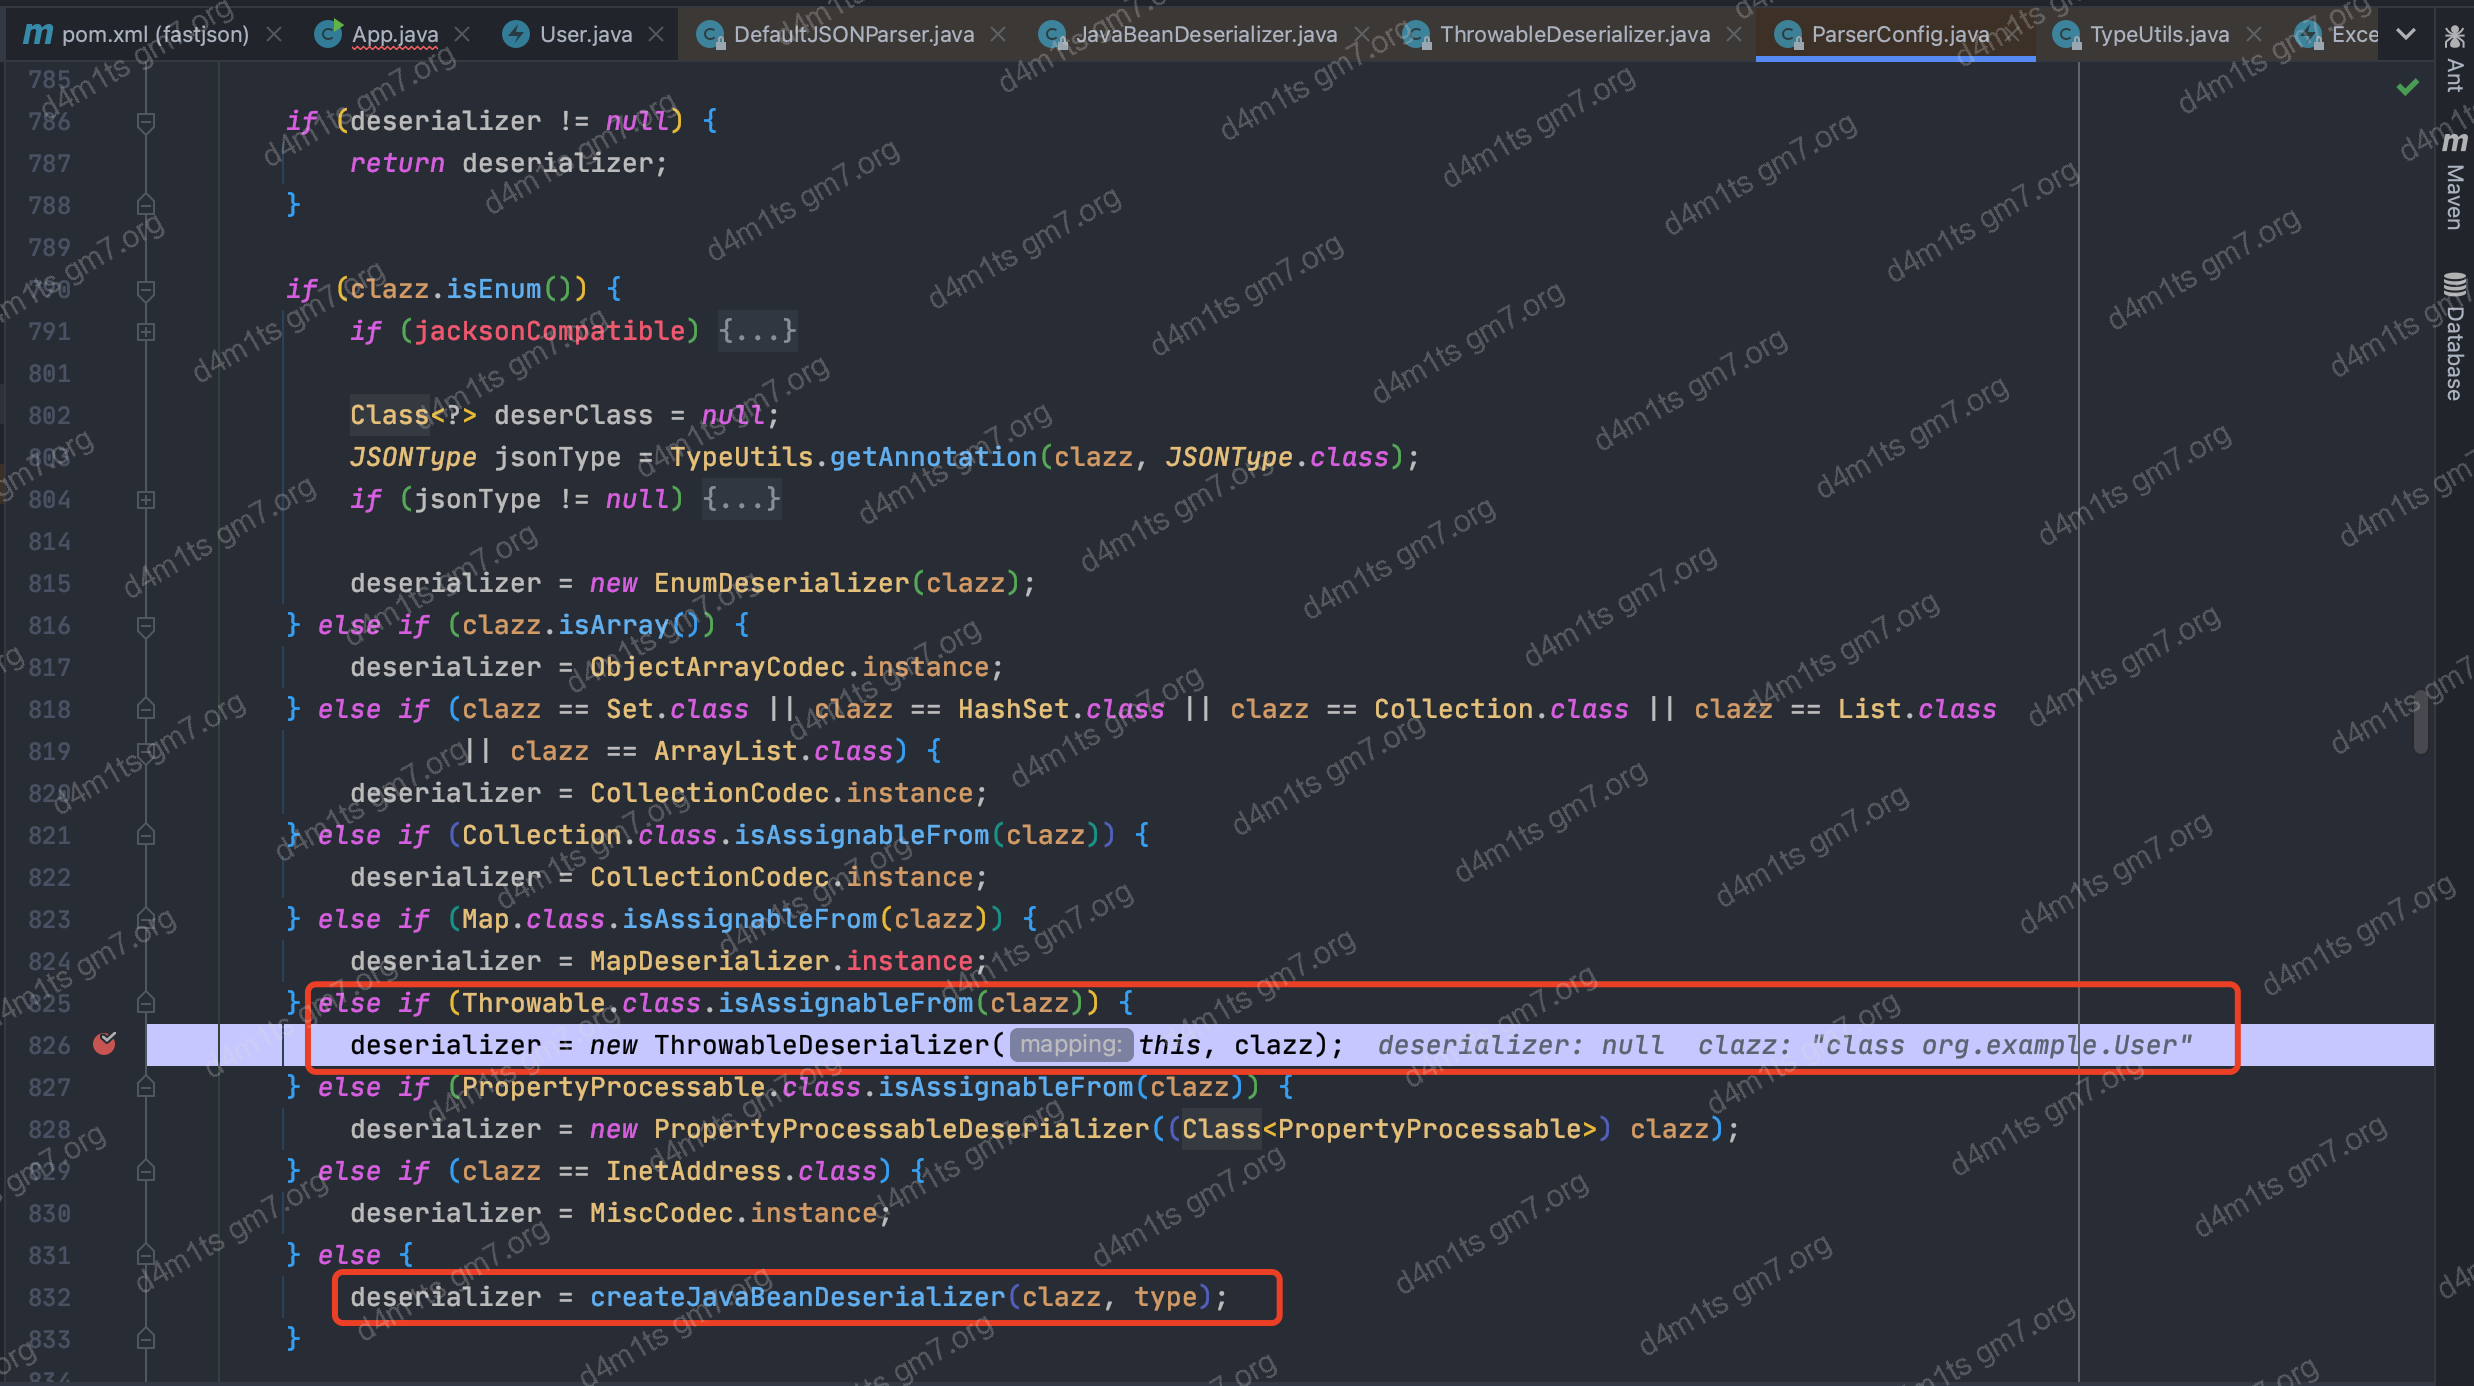 pom.xml (fastjson) App.java User.java DefaultJSONParser.java JavaBeanDeserializer.java ThrowableDeserializer.java ParserConfig.java TypeUtils.java Exce
785
786 if (deserializer != null) {
787 return deserializer;
788 }
789
790 if (clazz.isEnum()) {
791 if (jacksonCompatible) {...}
801
802 Class<?> deserClass = null;
803 JSONType jsonType = TypeUtils.getAnnotation(clazz, JSONType.class);
804 if (jsonType != null) {...}
814
815 deserializer = new EnumDeserializer(clazz);
816 } else if (clazz.isArray()) {
817 deserializer = ObjectArrayCodec.instance;
818 } else if (clazz == Set.class || clazz == HashSet.class || clazz == Collection.class || clazz == List.class
819 || clazz == ArrayList.class) {
820 deserializer = CollectionCodec.instance;
821 } else if (Collection.class.isAssignableFrom(clazz)) {
822 deserializer = CollectionCodec.instance;
823 } else if (Map.class.isAssignableFrom(clazz)) {
824 deserializer = MapDeserializer.instance;
825 } else if (Throwable.class.isAssignableFrom(clazz)) {
826 deserializer = new ThrowableDeserializer( mapping: this, clazz); deserializer: null clazz: "class org.example.User"
827 } else if (PropertyProcessable.class.isAssignableFrom(clazz)) {
828 deserializer = new PropertyProcessableDeserializer((Class<PropertyProcessable>) clazz);
829 } else if (clazz == InetAddress.class) {
830 deserializer = MiscCodec.instance;
831 } else {
832 deserializer = createJavaBeanDeserializer(clazz, type);
833 }
834
Ant
Maven
Database
d4m1ts gm7.org